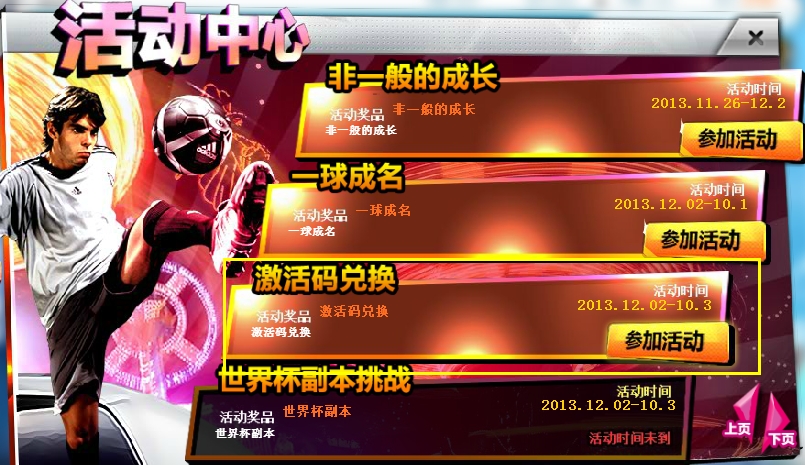 活动中心
非一般的成长
活动时间
活动奖品 非一般的成长
2013.11.26-12.2
非一般的成长
参加活动
一球成名
活动时间
活动奖品 一球成名
2013.12.02-10.1
一球成名
参加活动
激活码兑换
活动时间
活动奖品 激活码兑换
2013.12.02-10.3
激活码兑换
参加活动
世界杯副本挑战
活动时间
活动奖品 世界杯副本
2013.12.02-10.3
世界杯副本
活动时间未到
上页
下页